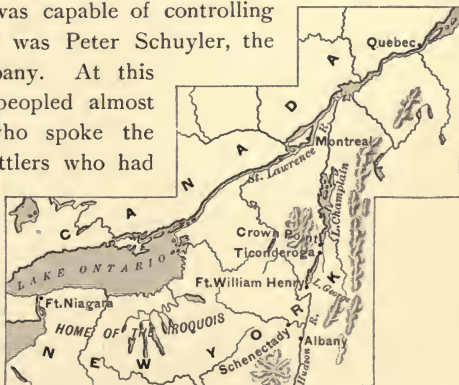 was capable of controlling
was Peter Schuyler, the
pany. At this
peopled almost
who spoke the
ttlers who had
Quebec
CANADA
Montreal
R.
St. Lawrence
L. Champlain
Crown Point
Ticonderoga
LAKE ONTARIO
Ft. William Henry
L. George
Ft. Niagara
HOME OF THE IROQUOIS
NEW YORK
Schenectady
Albany
Hudson R.